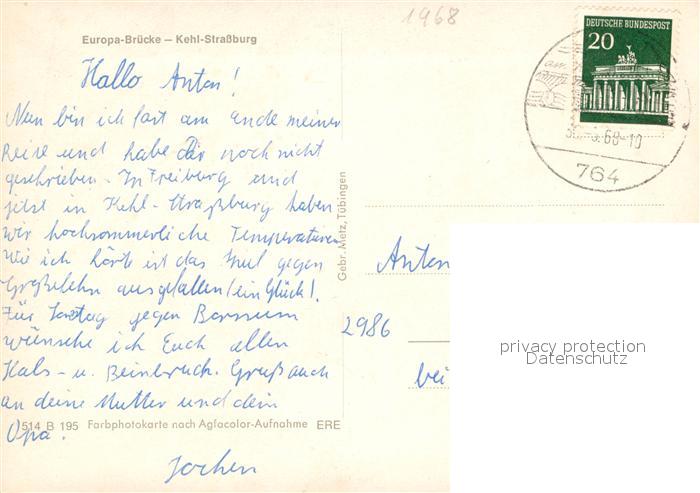 1968
Europa-Brücke – Kehl-Straßburg
DEUTSCHE BUNDESPOST
20
Hallo Anton!
Nun bin ich fast am Ende meiner
Reise und habe Dir noch nicht
geschrieben. In Freiburg und
jetzt in Kehl-Straßburg haben
wir hochsommerliche Temperaturen.
Wie ich hörte ist das Spiel gegen
ausgefallen (ein Glück!).
Für gegen Borssum
wünsche ich Euch allen
Hals- u. Beinbruch. Gruß auch
an deine Mutter und dein
Opa.
Jochen
68-10
764
Gebr. Metz, Tübingen
Anton
2986
bei
privacy protection
Datenschutz
514 B 195 Farbphotokarte nach Agfacolor-Aufnahme ERE